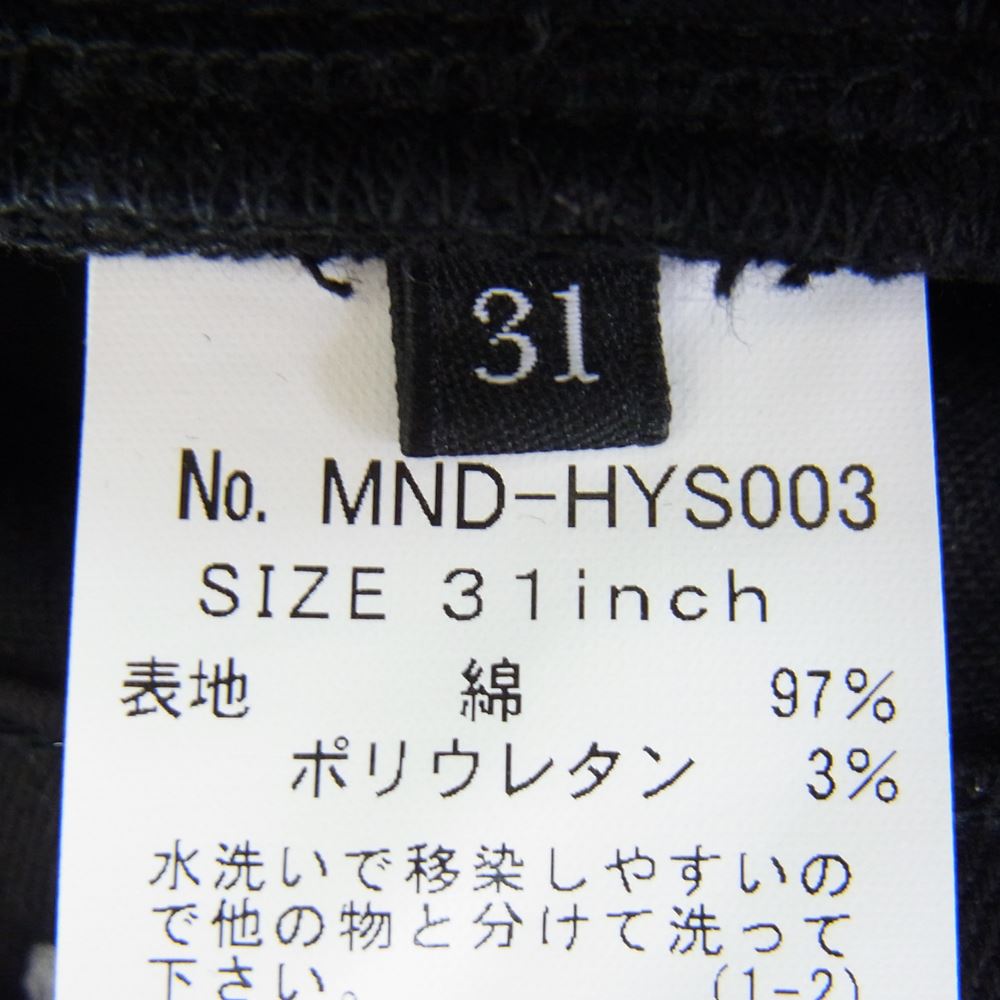 31
No. MND-HYS003
SIZE 31inch
表地 綿 97%
ポリウレタン 3%
水洗いで移染しやすいの
で他の物と分けて洗って
下さい。 (1-2)